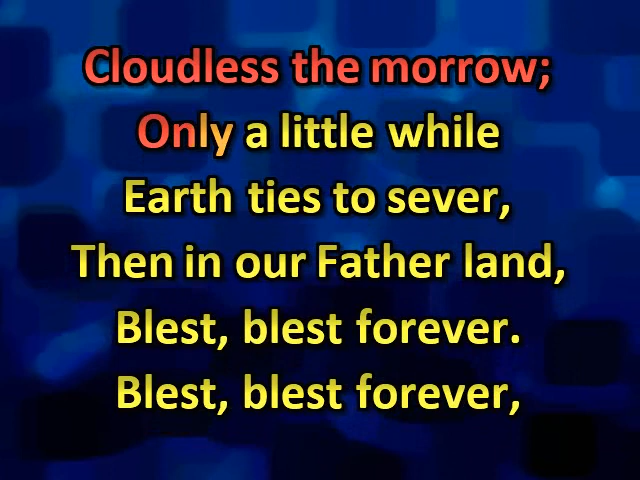 Cloudless the morrow;
Only a little while
Earth ties to sever,
Then in our Father land,
Blest, blest forever.
Blest, blest forever,